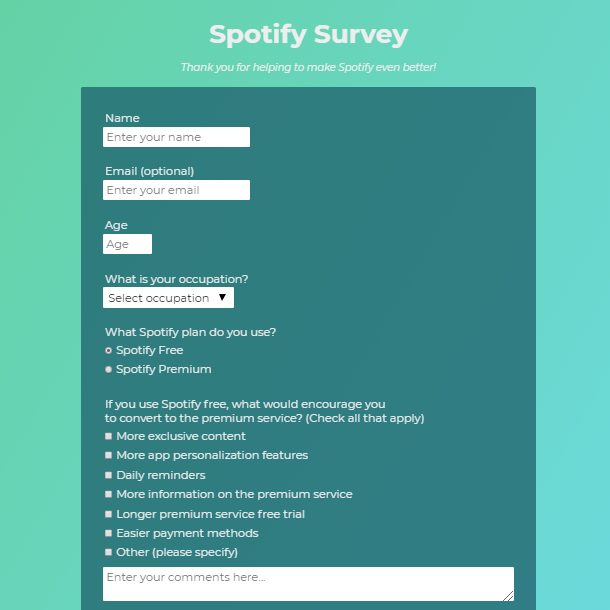 Spotify Survey
Thank you for helping to make Spotify even better!
Name
Enter your name
Email (optional)
Enter your email
Age
Age
What is your occupation?
Select occupation
What Spotify plan do you use?
Spotify Free
Spotify Premium
If you use Spotify free, what would encourage you
to convert to the premium service? (Check all that apply)
More exclusive content
More app personalization features
Daily reminders
More information on the premium service
Longer premium service free trial
Easier payment methods
Other (please specify)
Enter your comments here...